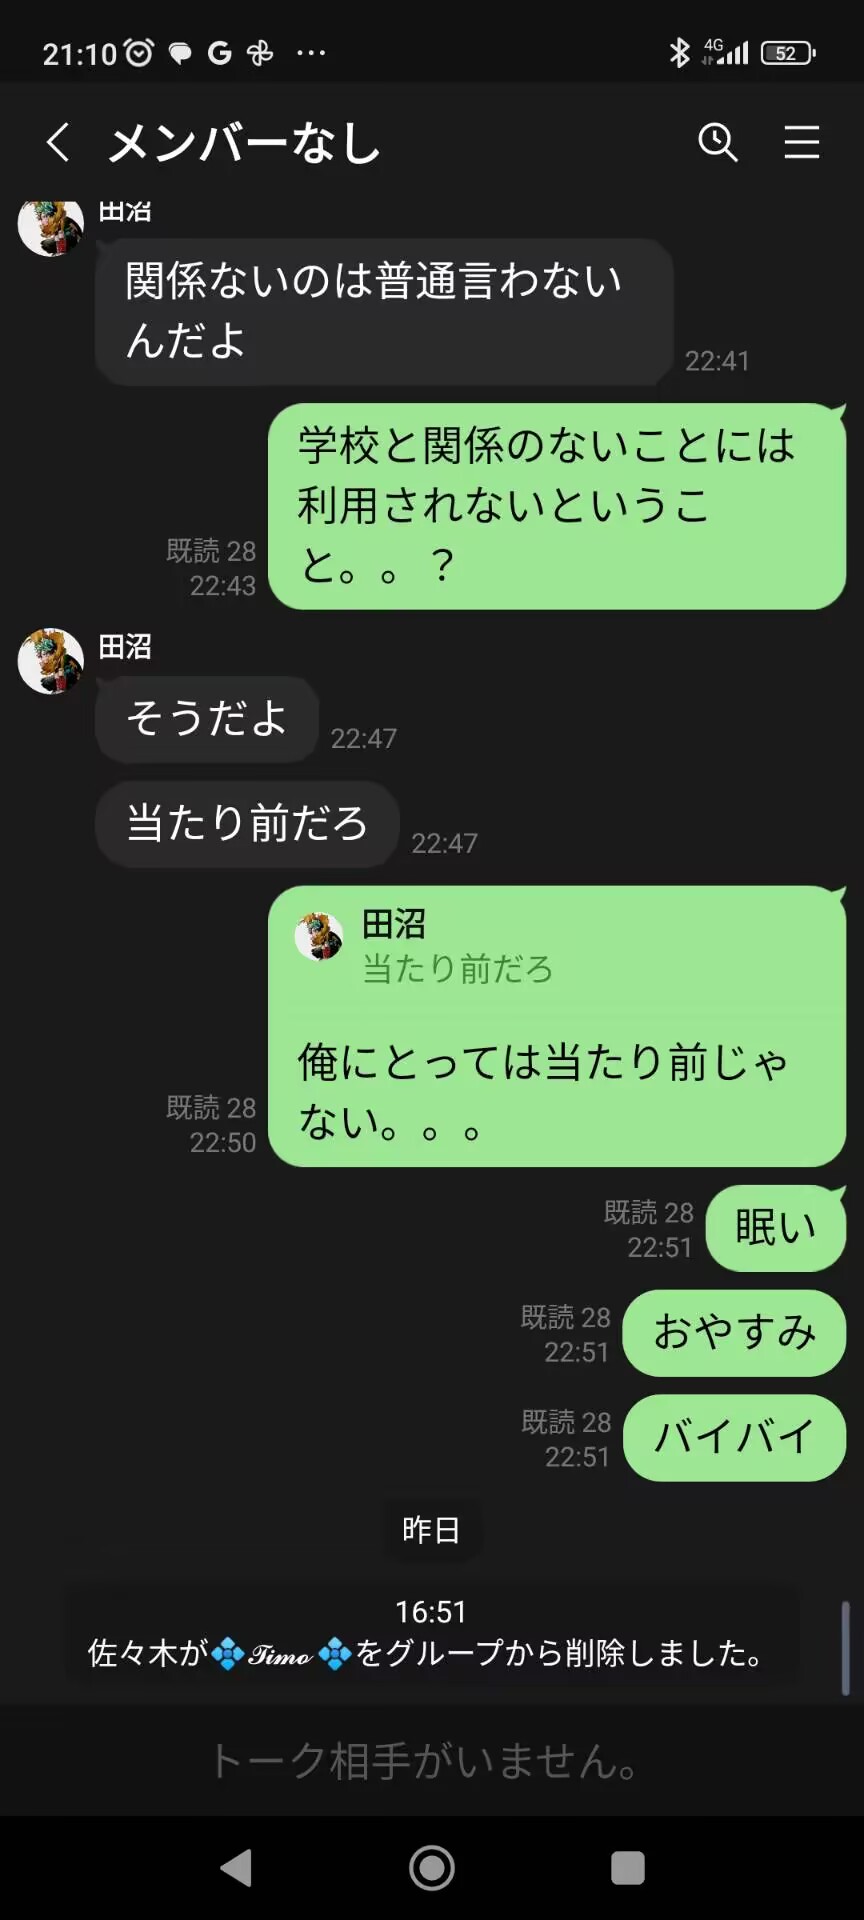 21:10 G ...
4G 52
メンバーなし
田沼
関係ないのは普通言わない
んだよ
22:41
学校と関係のないことには
利用されないというこ
と。。？
既読 28
22:43
田沼
そうだよ
22:47
当たり前だろ
22:47
田沼
当たり前だろ
俺にとっては当たり前じゃ
ない。。。
既読 28
22:50
眠い
既読 28
22:51
おやすみ
既読 28
22:51
バイバイ
既読 28
22:51
昨日
16:51
佐々木が💠𝒯𝒾𝓂ℴ💠をグループから削除しました。
トーク相手がいません。